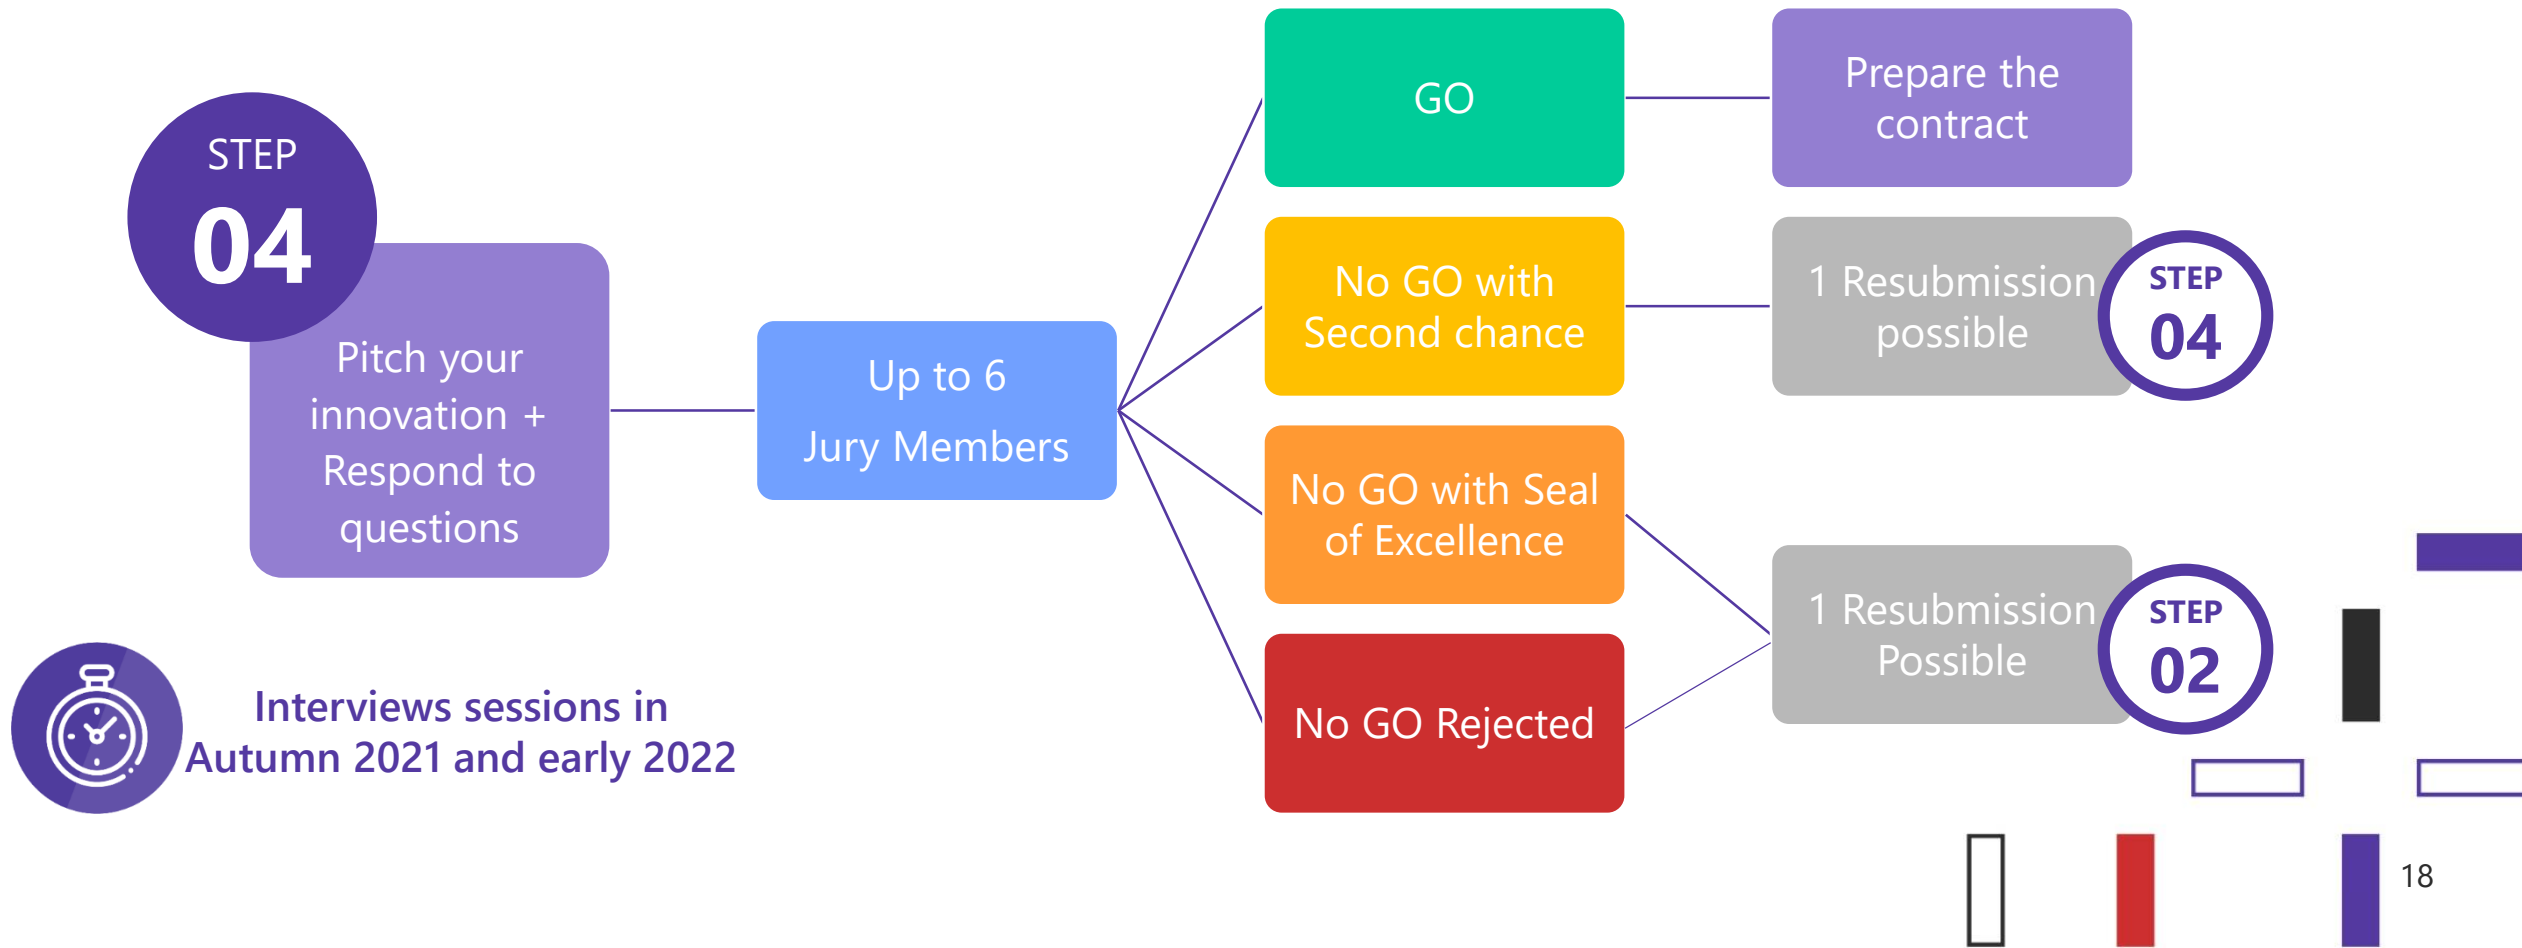 STEP
04
Pitch your
innovation +
Respond to
questions
Up to 6
Jury Members
GO
Prepare the
contract
No GO with
Second chance
1 Resubmission
possible
STEP
04
No GO with Seal
of Excellence
No GO Rejected
1 Resubmission
Possible
STEP
02
Interviews sessions in
Autumn 2021 and early 2022
18